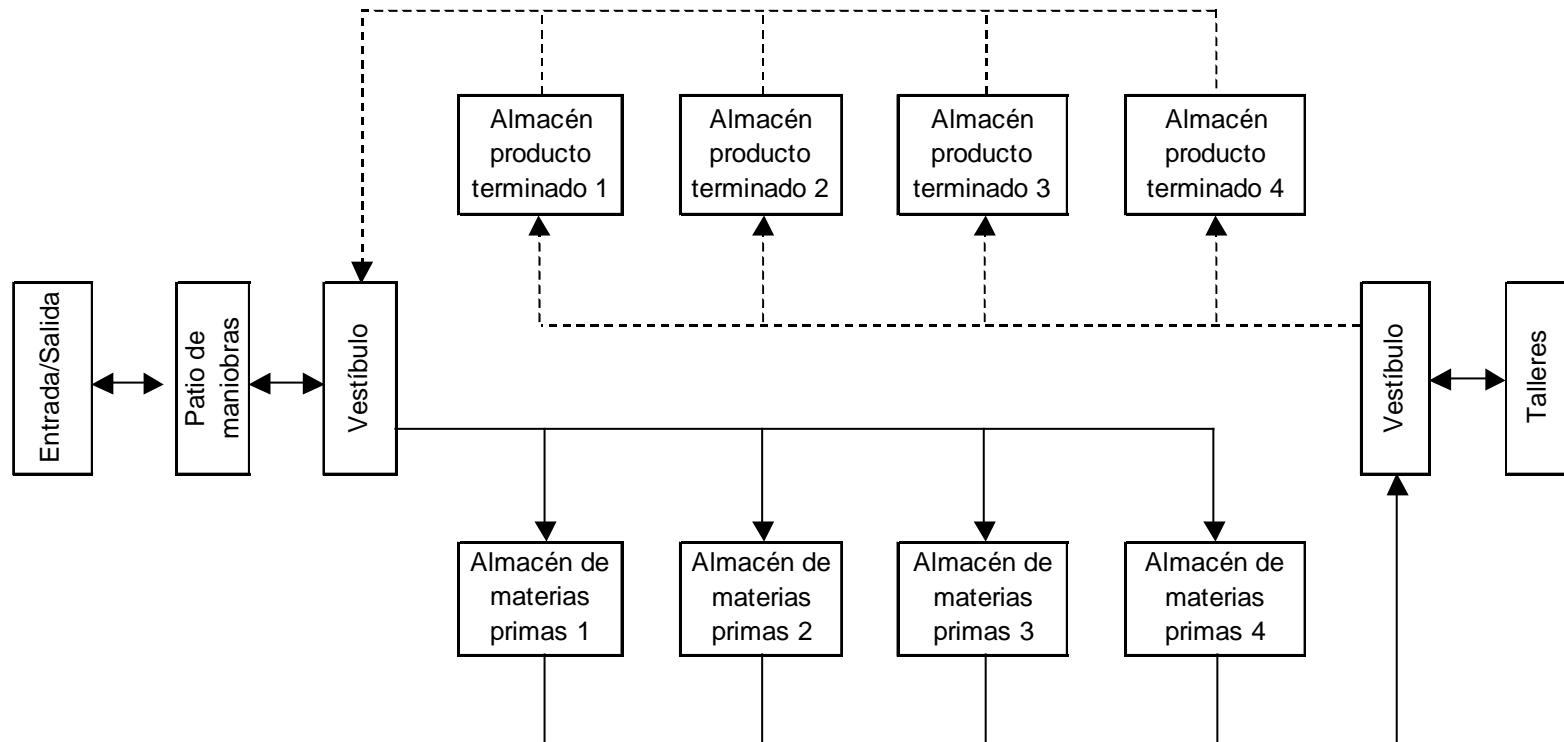 Almacén
producto
terminado 1
Almacén
producto
terminado 2
Almacén
producto
terminado 3
Almacén
producto
terminado 4
Entrada/Salida
Patio de
maniobras
Vestíbulo
Vestíbulo
Talleres
Almacén de
materias
primas 1
Almacén de
materias
primas 2
Almacén de
materias
primas 3
Almacén de
materias
primas 4